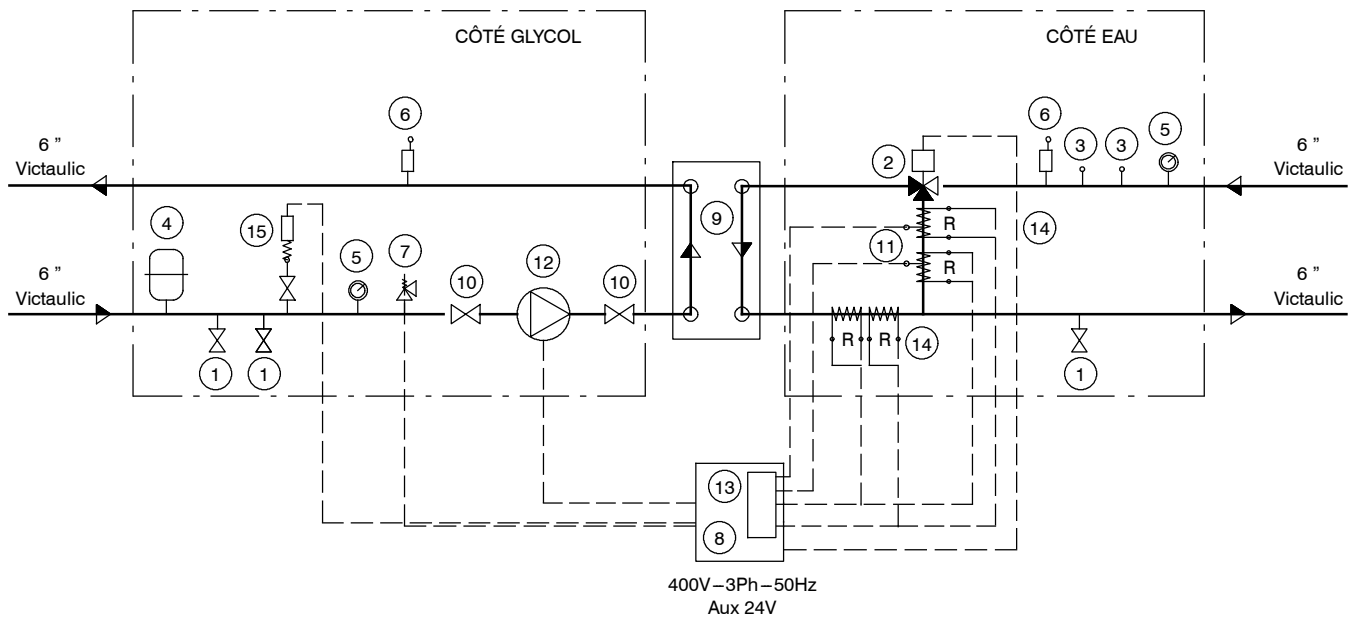 CÔTÉ GLYCOL
CÔTÉ EAU
6
6
3
3
5
6 ”
Victaulic
6 ”
Victaulic
2
4
15
9
14
5
7
12
11
R
R
10
10
6 ”
Victaulic
6 ”
Victaulic
R
R
14
1
1
1
13
8
400V–3Ph–50Hz
Aux 24V